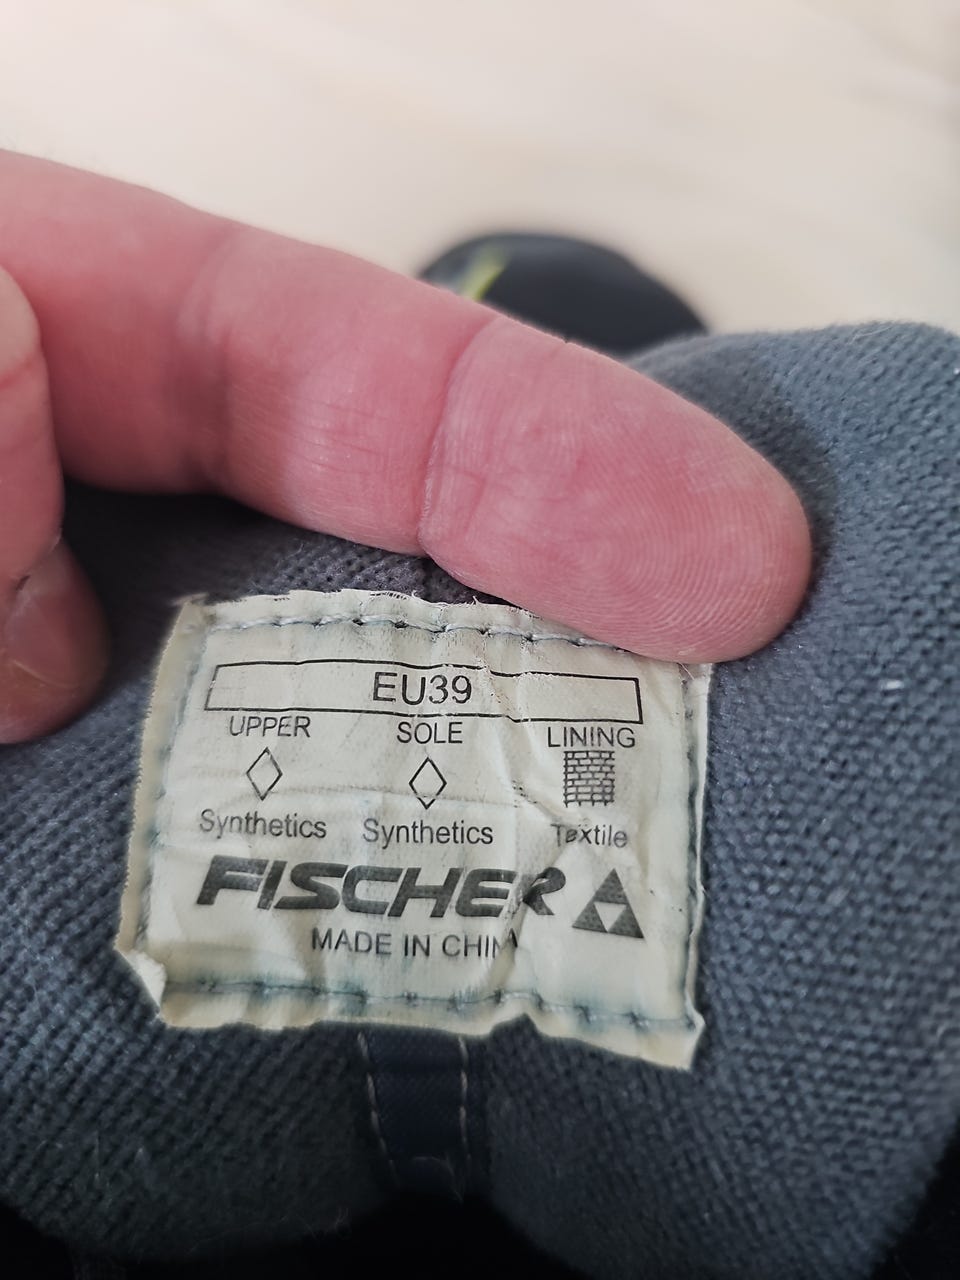 EU39
UPPER SOLE LINING
Synthetics Synthetics Textile
FISCHER
MADE IN CHINA